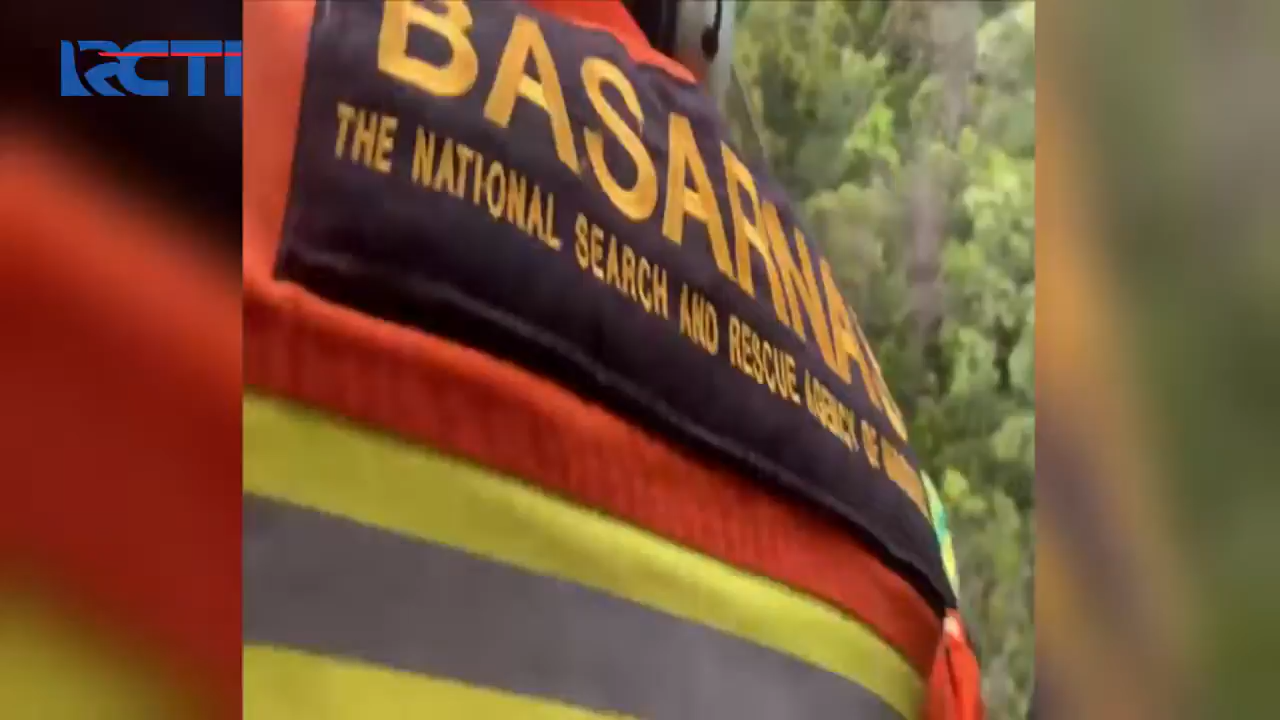 RCTI
BASARNAS
THE NATIONAL SEARCH AND RESCUE AGENCY OF